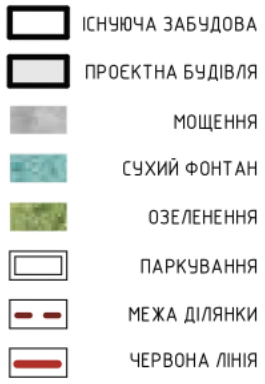 ІСНУЮЧА ЗАБУДОВА
ПРОЄКТНА БУДІВЛЯ
МОЩЕННЯ
СУХИЙ ФОНТАН
ОЗЕЛЕНЕННЯ
ПАРКУВАННЯ
МЕЖА ДІЛЯНКИ
ЧЕРВОНА ЛІНІЯ